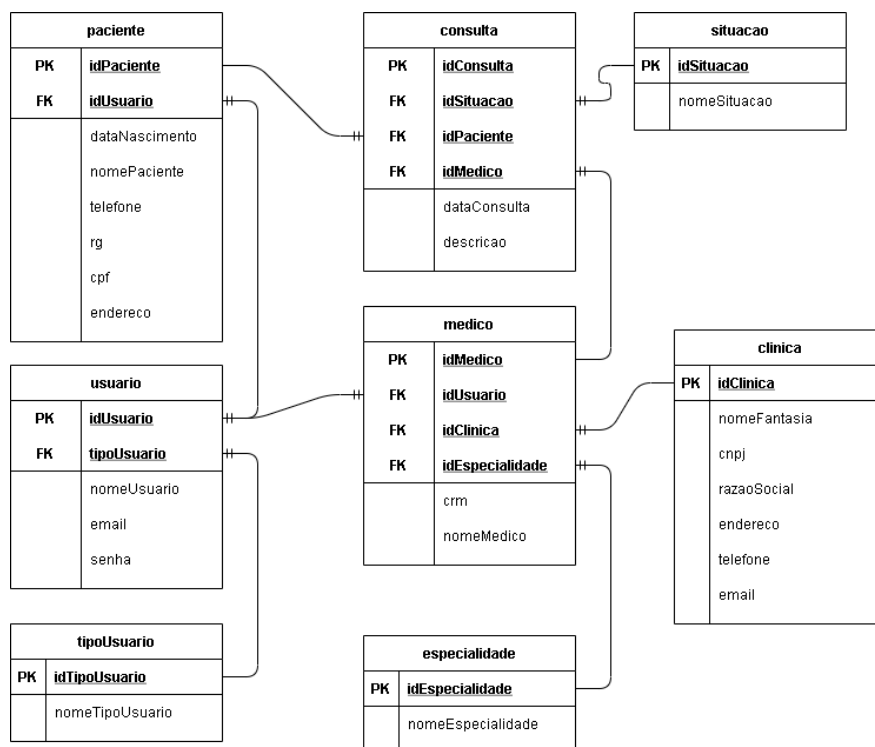 paciente
PK idPaciente
FK idUsuario
dataNascimento
nomePaciente
telefone
rg
cpf
endereco
consulta
PK idConsulta
FK idSituacao
FK idPaciente
FK idMedico
dataConsulta
descricao
situacao
PK idSituacao
nomeSituacao
usuario
PK idUsuario
FK tipoUsuario
nomeUsuario
email
senha
medico
PK idMedico
FK idUsuario
FK idClinica
FK idEspecialidade
crm
nomeMedico
clinica
PK idClinica
nomeFantasia
cnpj
razaoSocial
endereco
telefone
email
tipoUsuario
PK idTipoUsuario
nomeTipoUsuario
especialidade
PK idEspecialidade
nomeEspecialidade